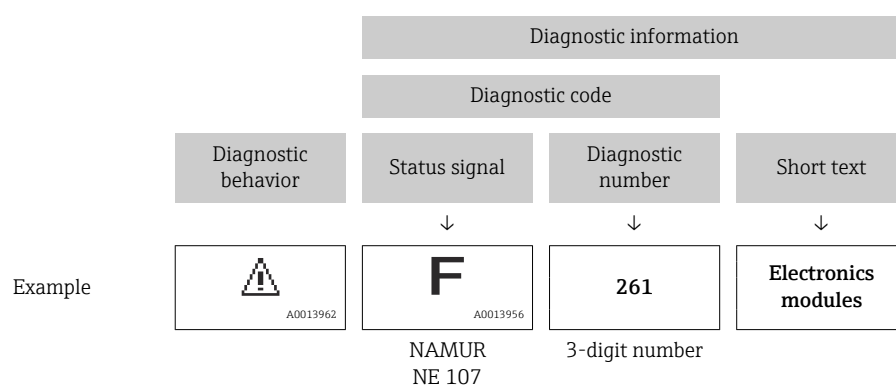 Diagnostic information
Diagnostic code
Diagnostic
behavior
Status signal
Diagnostic
number
Short text
↓ ↓ ↓
Example
A0013962
F
A0013956
261
Electronics
modules
NAMUR
NE 107
3-digit number